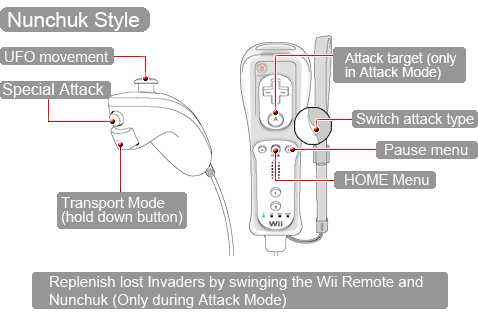 Nunchuk Style
UFO movement
Special Attack
Transport Mode
(hold down button)
Attack target (only
in Attack Mode)
Switch attack type
Pause menu
HOME Menu
A
1
2
Wii
Replenish lost Invaders by swinging the Wii Remote and
Nunchuk (Only during Attack Mode)